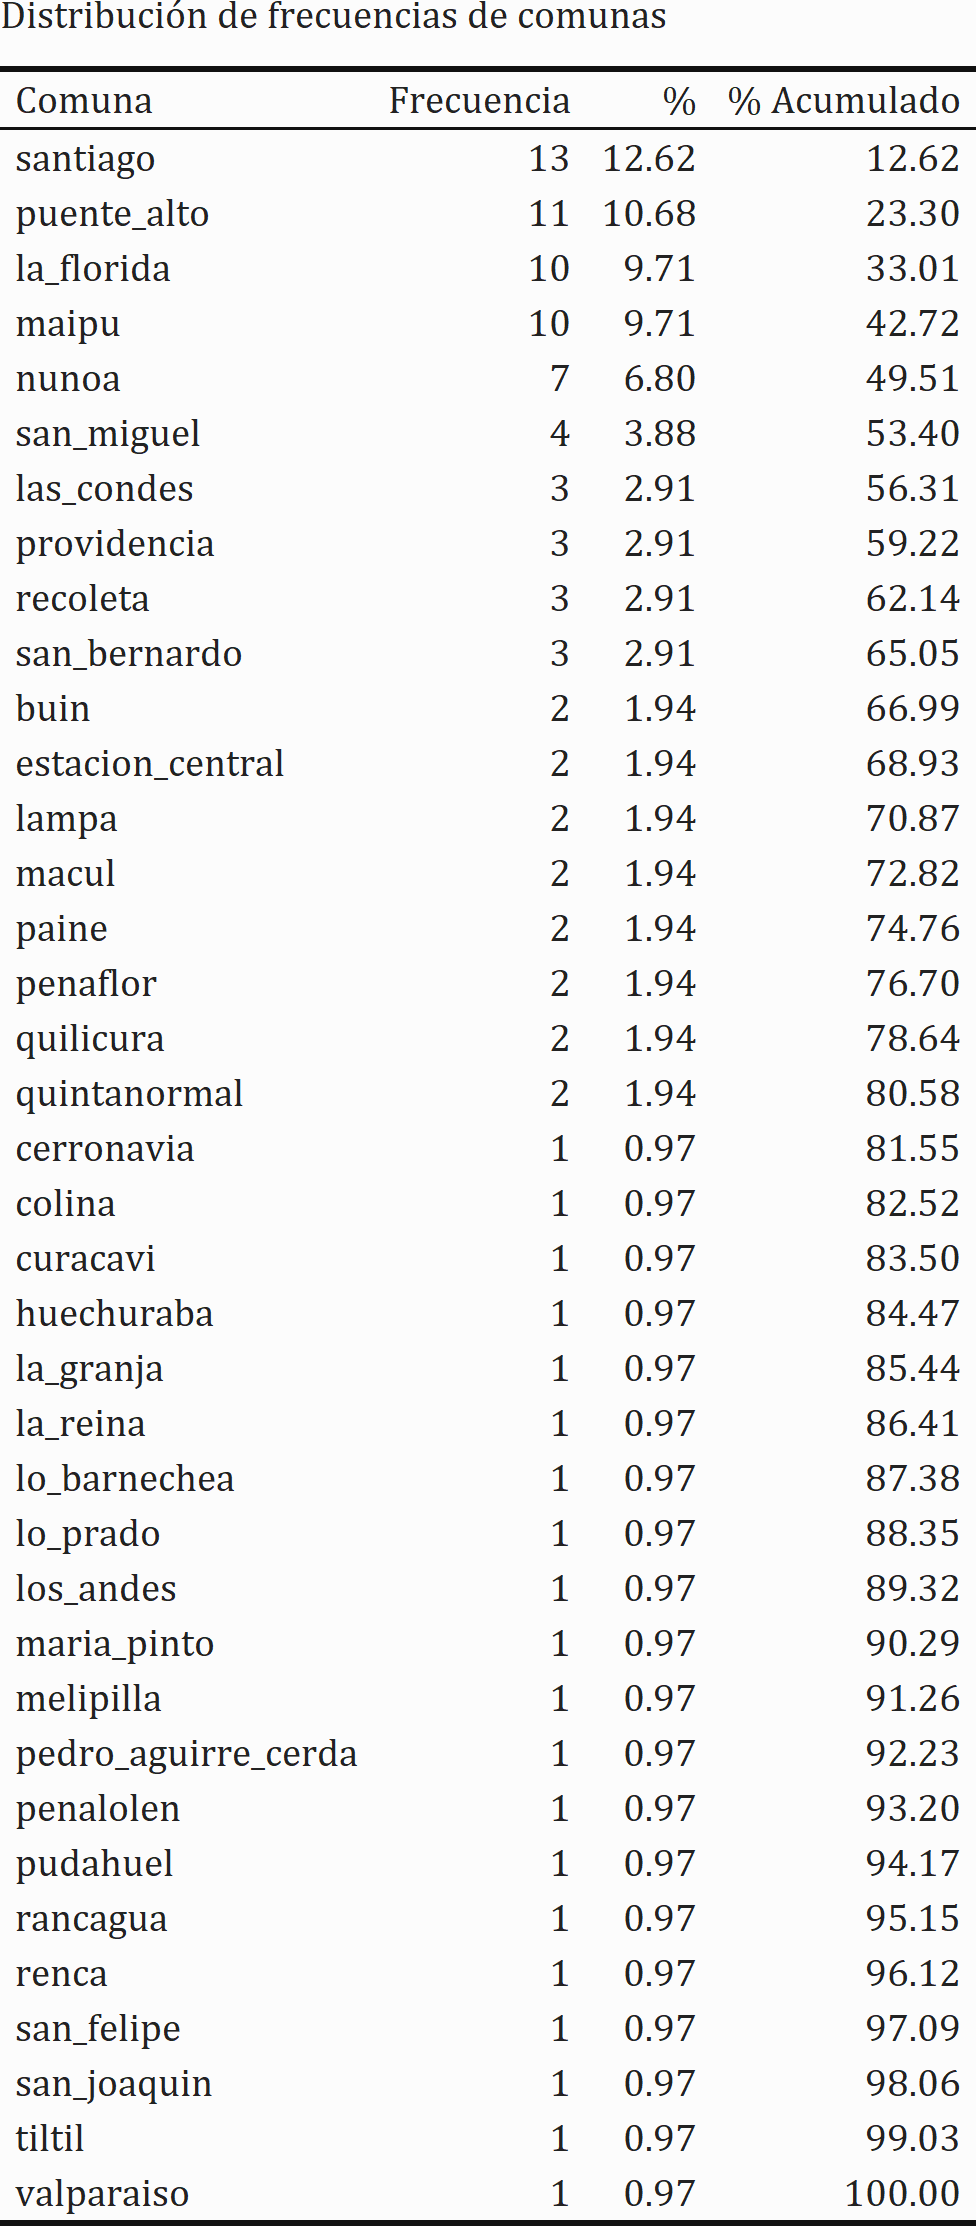 Distribución de frecuencias de comunas
Comuna Frecuencia % % Acumulado
santiago 13 12.62 12.62
puente_alto 11 10.68 23.30
la_florida 10 9.71 33.01
maipu 10 9.71 42.72
nunoa 7 6.80 49.51
san_miguel 4 3.88 53.40
las_condes 3 2.91 56.31
providencia 3 2.91 59.22
recoleta 3 2.91 62.14
san_bernardo 3 2.91 65.05
buin 2 1.94 66.99
estacion_central 2 1.94 68.93
lampa 2 1.94 70.87
macul 2 1.94 72.82
paine 2 1.94 74.76
penaflor 2 1.94 76.70
quilicura 2 1.94 78.64
quintanormal 2 1.94 80.58
cerronavia 1 0.97 81.55
colina 1 0.97 82.52
curacavi 1 0.97 83.50
huechuraba 1 0.97 84.47
la_granja 1 0.97 85.44
la_reina 1 0.97 86.41
lo_barnechea 1 0.97 87.38
lo_prado 1 0.97 88.35
los_andes 1 0.97 89.32
maria_pinto 1 0.97 90.29
melipilla 1 0.97 91.26
pedro_aguirre_cerda 1 0.97 92.23
penalolen 1 0.97 93.20
pudahuel 1 0.97 94.17
rancagua 1 0.97 95.15
renca 1 0.97 96.12
san_felipe 1 0.97 97.09
san_joaquin 1 0.97 98.06
tiltil 1 0.97 99.03
valparaiso 1 0.97 100.00